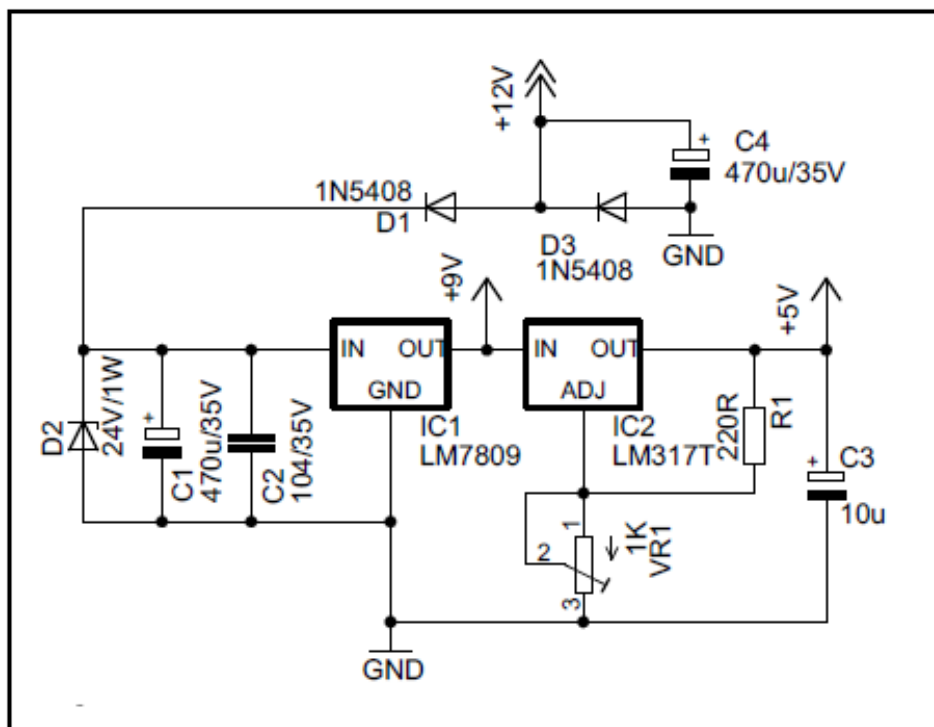 +12V
C4
470u/35V
+
1N5408
D1
D3
1N5408
GND
+9V
+5V
IN OUT
GND
IC1
LM7809
IN OUT
ADJ
IC2
LM317T
D2
24V/1W
+
C1
470u/35V
C2
104/35V
220R
R1
+
C3
10u
1
2
3
1K
VR1
GND